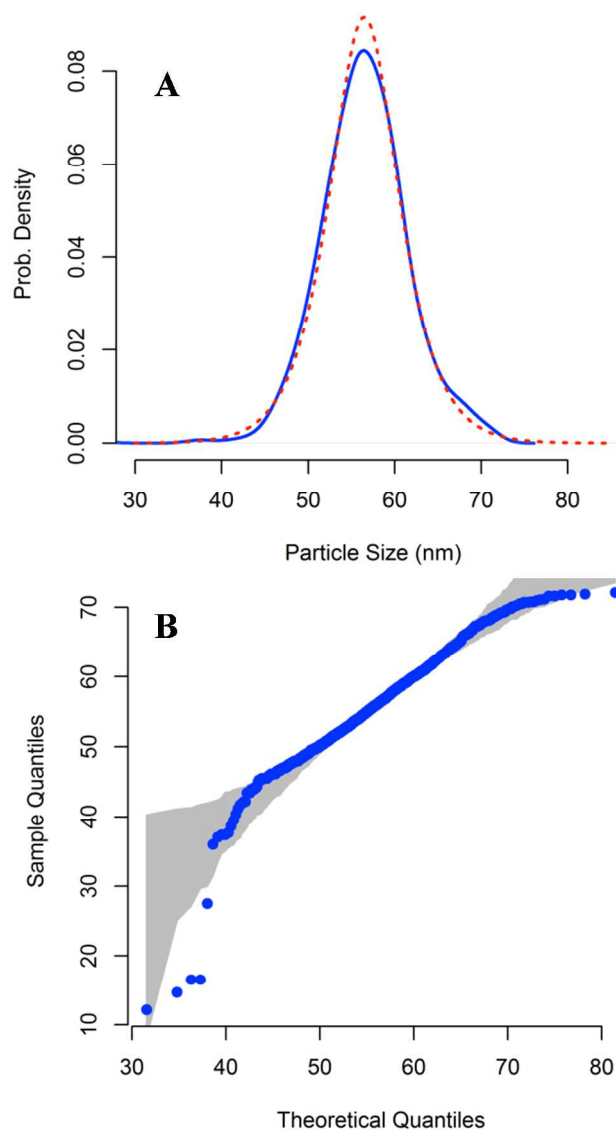 A
Prob. Density
0.00 0.02 0.04 0.06 0.08
30 40 50 60 70 80
Particle Size (nm)
B
Sample Quantiles
10 20 30 40 50 60 70
30 40 50 60 70 80
Theoretical Quantiles